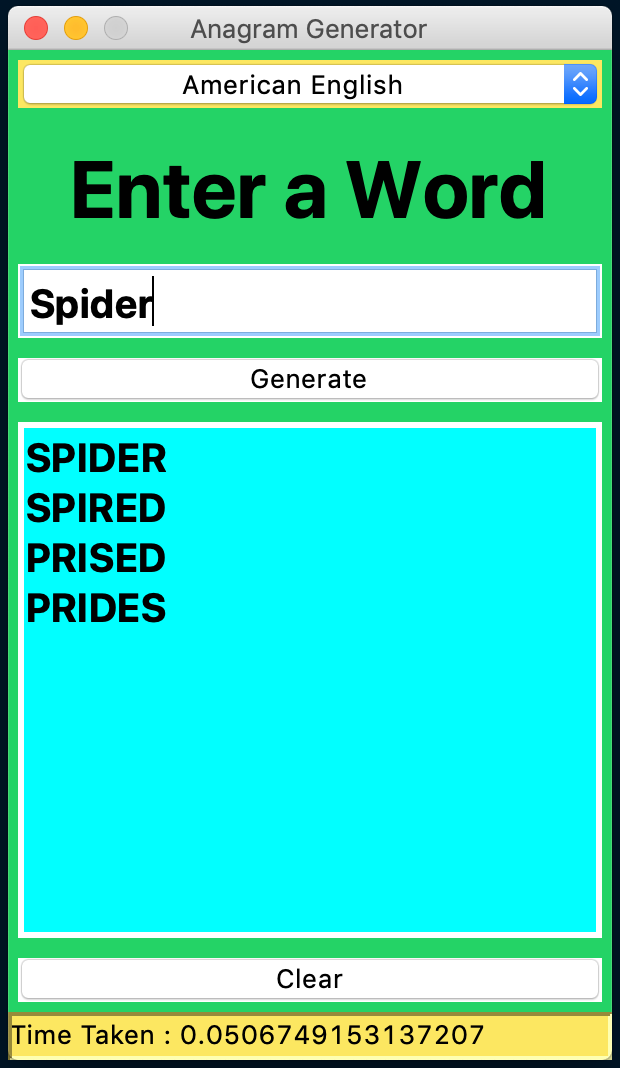 Anagram Generator
American English
Enter a Word
Spider
Generate
SPIDER
SPIRED
PRISED
PRIDES
Clear
Time Taken : 0.0506749153137207